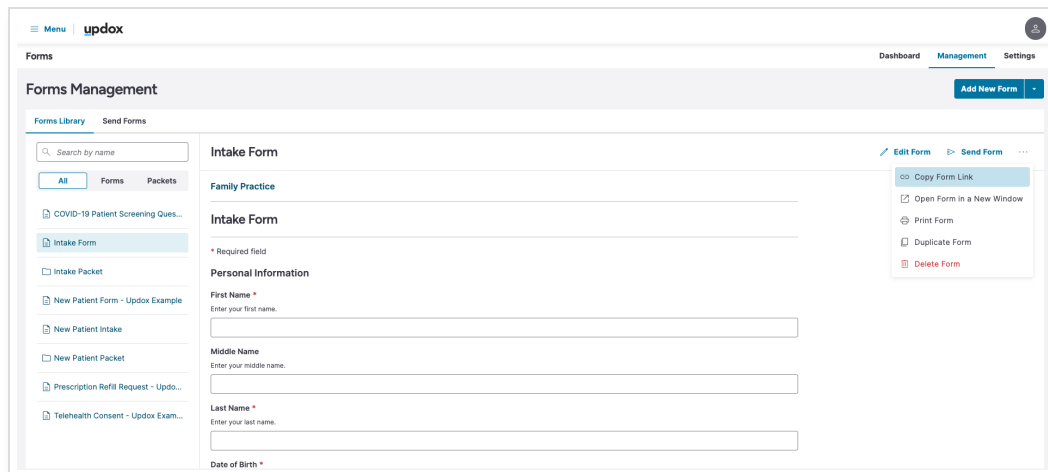 Menu updox
Forms Dashboard Management Settings
Forms Management Add New Form
Forms Library Send Forms
Search by name
All Forms Packets
COVID-19 Patient Screening Ques...
Intake Form
Intake Packet
New Patient Form - Updox Example
New Patient Intake
New Patient Packet
Prescription Refill Request - Updo...
Telehealth Consent - Updox Exam...
Intake Form Edit Form Send Form ...
Copy Form Link
Open Form in a New Window
Print Form
Duplicate Form
Delete Form
Family Practice
Intake Form
* Required field
Personal Information
First Name *
Enter your first name.
Middle Name
Enter your middle name.
Last Name *
Enter your last name.
Date of Birth *